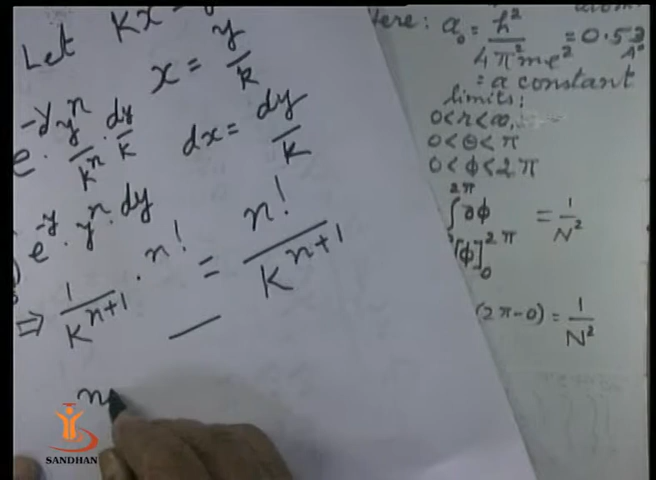 Let Kx =
x = y/k
e^-y . y^n/k^n . dy/k
dx = dy/k
e^-y . y^n . dy
⇒ 1/K^n+1 . n! = n!/K^n+1
n
here: a₀ = h²/4π²me² = 0.53 A°
= a constant
limits:
0<r<∞,
0<θ<π
0<ϕ<2π
∫^2π ∂ϕ = 1/N²
[ϕ]₀^2π
(2π-0) = 1/N²
SANDHAN